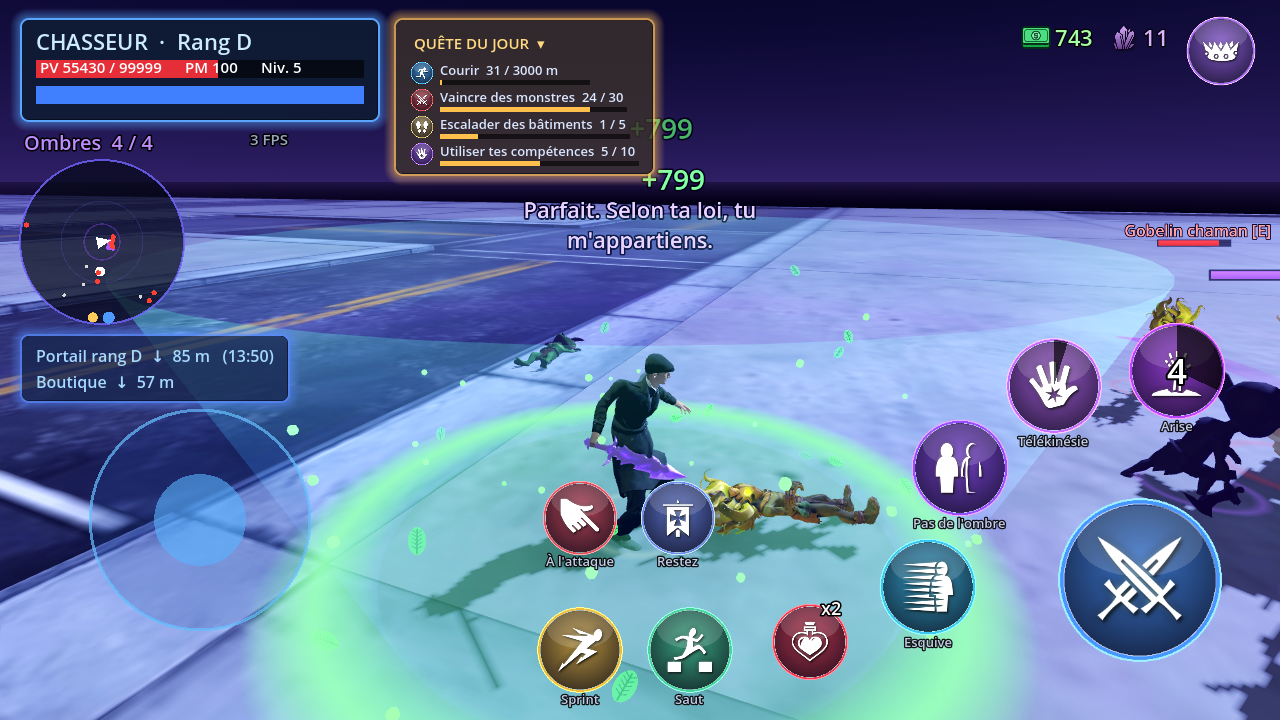 CHASSEUR · Rang D
PV 55430 / 99999 PM 100 Niv. 5
QUÊTE DU JOUR ▼
Courir 31 / 3000 m
Vaincre des monstres 24 / 30
Escalader des bâtiments 1 / 5
Utiliser tes compétences 5 / 10
743
11
Ombres 4 / 4
3 FPS
+799
+799
Parfait. Selon ta loi, tu
m'appartiens.
Gobelin chaman [E]
Portail rang D ↓ 85 m (13:50)
Boutique ↓ 57 m
4
Arise
Télékinésie
Pas de l'ombre
À l'attaque
Restez
x2
Esquive
Sprint
Saut